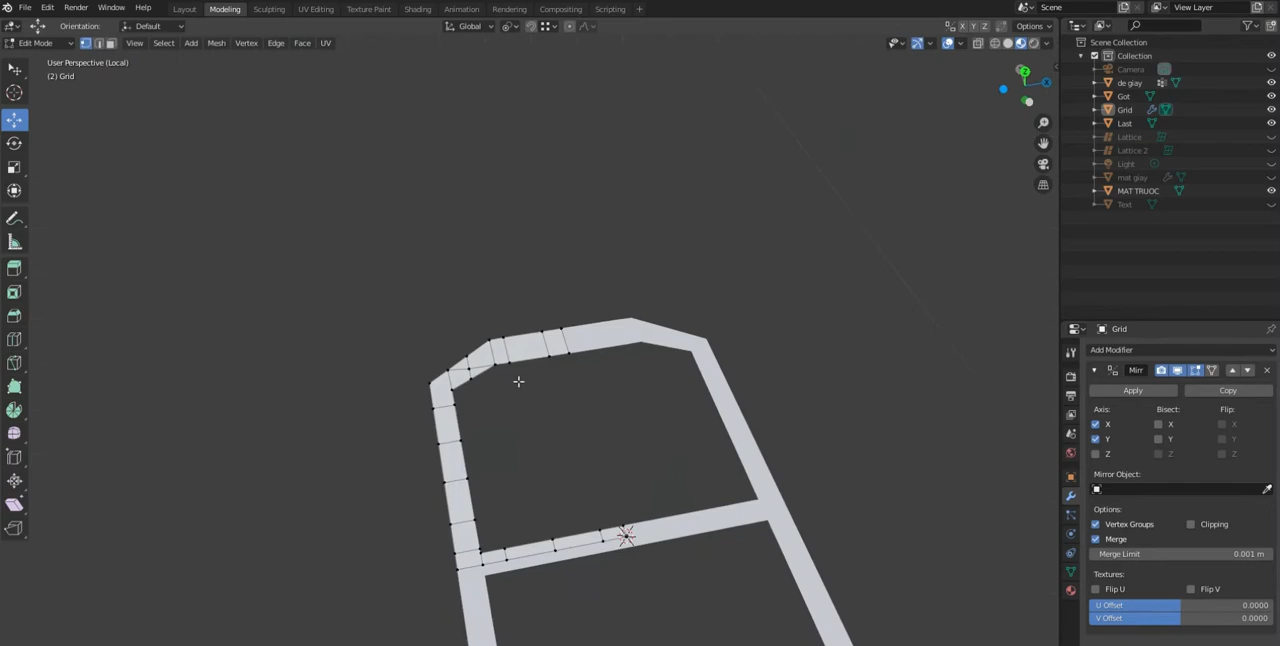 File Edit Render Window Help Layout Modeling Sculpting UV Editing Texture Paint Shading Animation Rendering Compositing Scripting + Scene View Layer
Orientation: Default Global X Y Z Options
Edit Mode View Select Add Mesh Vertex Edge Face UV
User Perspective (Local)
(2) Grid
Z
X
Scene Collection
Collection
Camera
de giay
Got
Grid
Last
Lattice
Lattice 2
Light
mat giay
MAT TRUOC
Text
Grid
Add Modifier
Mirr
Apply Copy
Axis: Bisect: Flip:
X X X
Y Y Y
Z Z Z
Mirror Object:
Options:
Vertex Groups Clipping
Merge
Merge Limit 0.001 m
Textures:
Flip U Flip V
U Offset 0.0000
V Offset 0.0000